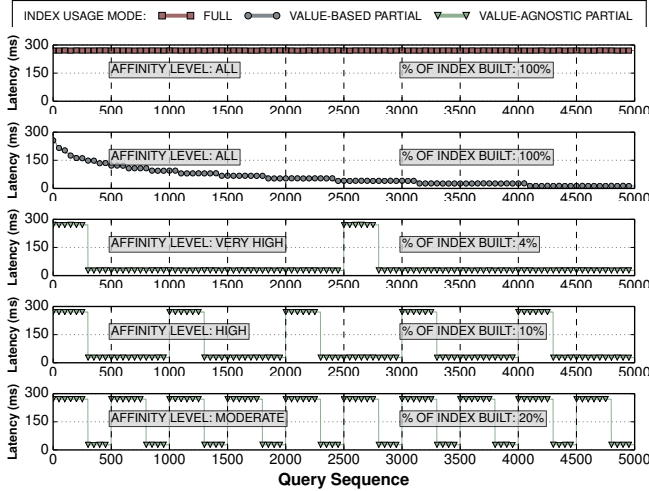 INDEX USAGE MODE: FULL VALUE-BASED PARTIAL VALUE-AGNOSTIC PARTIAL
Latency (ms)
300
150
0
AFFINITY LEVEL: ALL % OF INDEX BUILT: 100%
0 500 1000 1500 2000 2500 3000 3500 4000 4500 5000
Latency (ms)
300
150
0
AFFINITY LEVEL: ALL % OF INDEX BUILT: 100%
0 500 1000 1500 2000 2500 3000 3500 4000 4500 5000
Latency (ms)
300
150
0
AFFINITY LEVEL: VERY HIGH % OF INDEX BUILT: 4%
0 500 1000 1500 2000 2500 3000 3500 4000 4500 5000
Latency (ms)
300
150
0
AFFINITY LEVEL: HIGH % OF INDEX BUILT: 10%
0 500 1000 1500 2000 2500 3000 3500 4000 4500 5000
Latency (ms)
300
150
0
AFFINITY LEVEL: MODERATE % OF INDEX BUILT: 20%
0 500 1000 1500 2000 2500 3000 3500 4000 4500 5000
Query Sequence